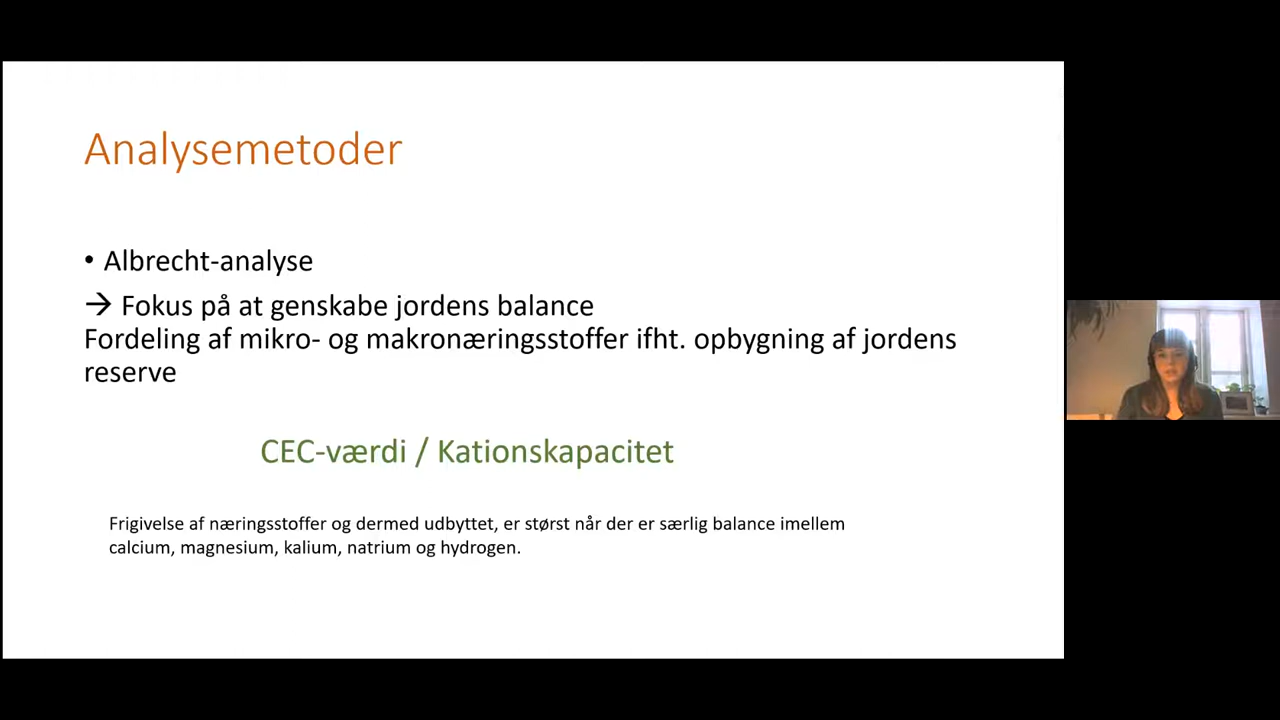 Analysemetoder
• Albrecht-analyse
→ Fokus på at genskabe jordens balance
Fordeling af mikro- og makronæringsstoffer ifht. opbygning af jordens
reserve
CEC-værdi / Kationskapacitet
Frigivelse af næringsstoffer og dermed udbyttet, er størst når der er særlig balance imellem
calcium, magnesium, kalium, natrium og hydrogen.